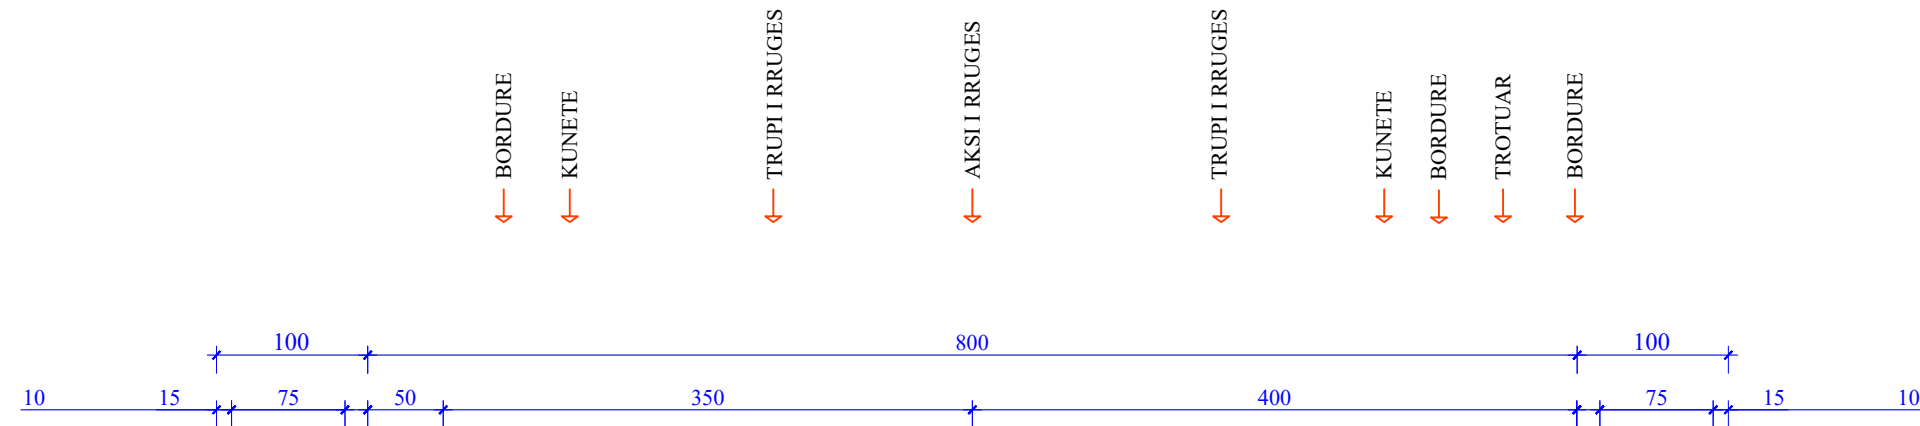 BORDURE
KUNETE
TRUPI I RRUGES
AKSI I RRUGES
TRUPI I RRUGES
KUNETE
BORDURE
TROTUAR
BORDURE
100 800 100
10 15 75 50 350 400 75 15 10